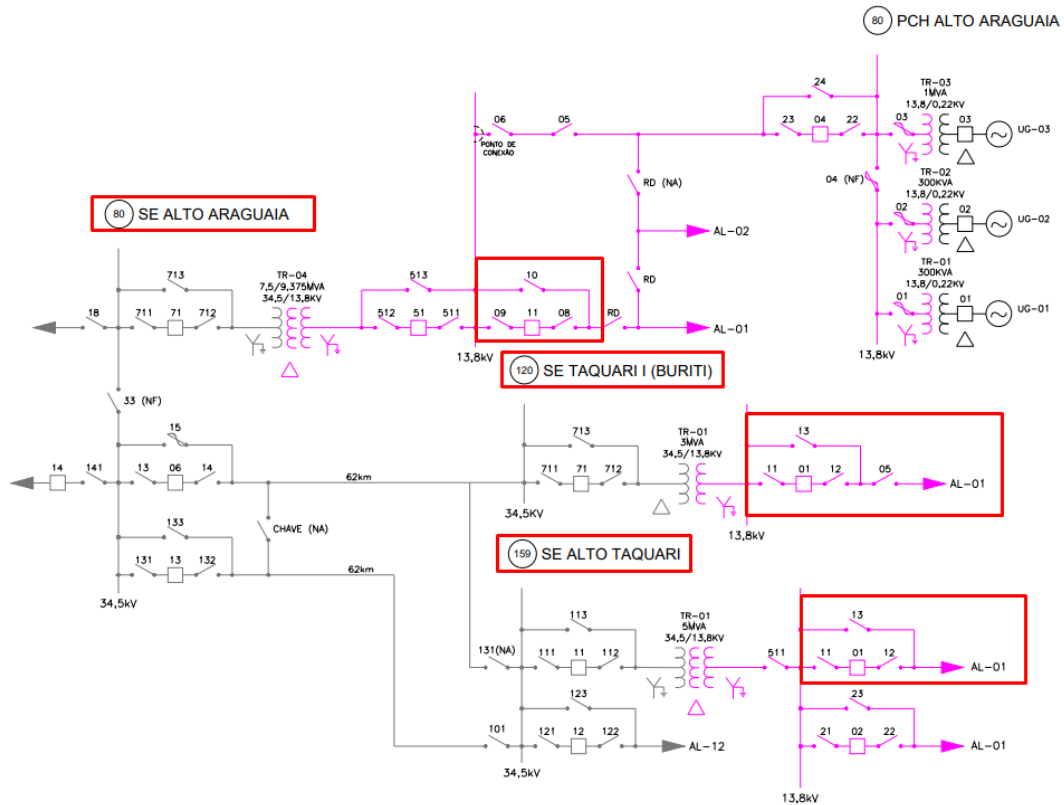 80 PCH ALTO ARAGUAIA
24
TR-03
1MVA
13,8/0,22KV
06
05
23
04
22
03
03
UG-03
PONTO DE
CONEXÃO
RD (NA)
04 (NF)
TR-02
300KVA
13,8/0,22KV
02
02
UG-02
80 SE ALTO ARAGUAIA
AL-02
713
TR-04
7,5/9,375MVA
34,5/13,8KV
513
10
RD
TR-01
300KVA
13,8/0,22KV
18
711
71
712
512
51
511
09
11
08
RD
AL-01
01
01
UG-01
13,8kV
13,8kV
120 SE TAQUARI I (BURITI)
33 (NF)
15
713
TR-01
3MVA
34,5/13,8KV
13
14
141
13
06
14
62km
711
71
712
11
01
12
05
AL-01
CHAVE (NA)
34,5KV
13,8kV
133
159 SE ALTO TAQUARI
131
13
132
62km
34,5kV
113
TR-01
5MVA
34,5/13,8KV
13
131(NA)
111
11
112
511
11
01
12
AL-01
123
23
101
121
12
122
AL-12
21
02
22
AL-01
34,5kV
13,8kV